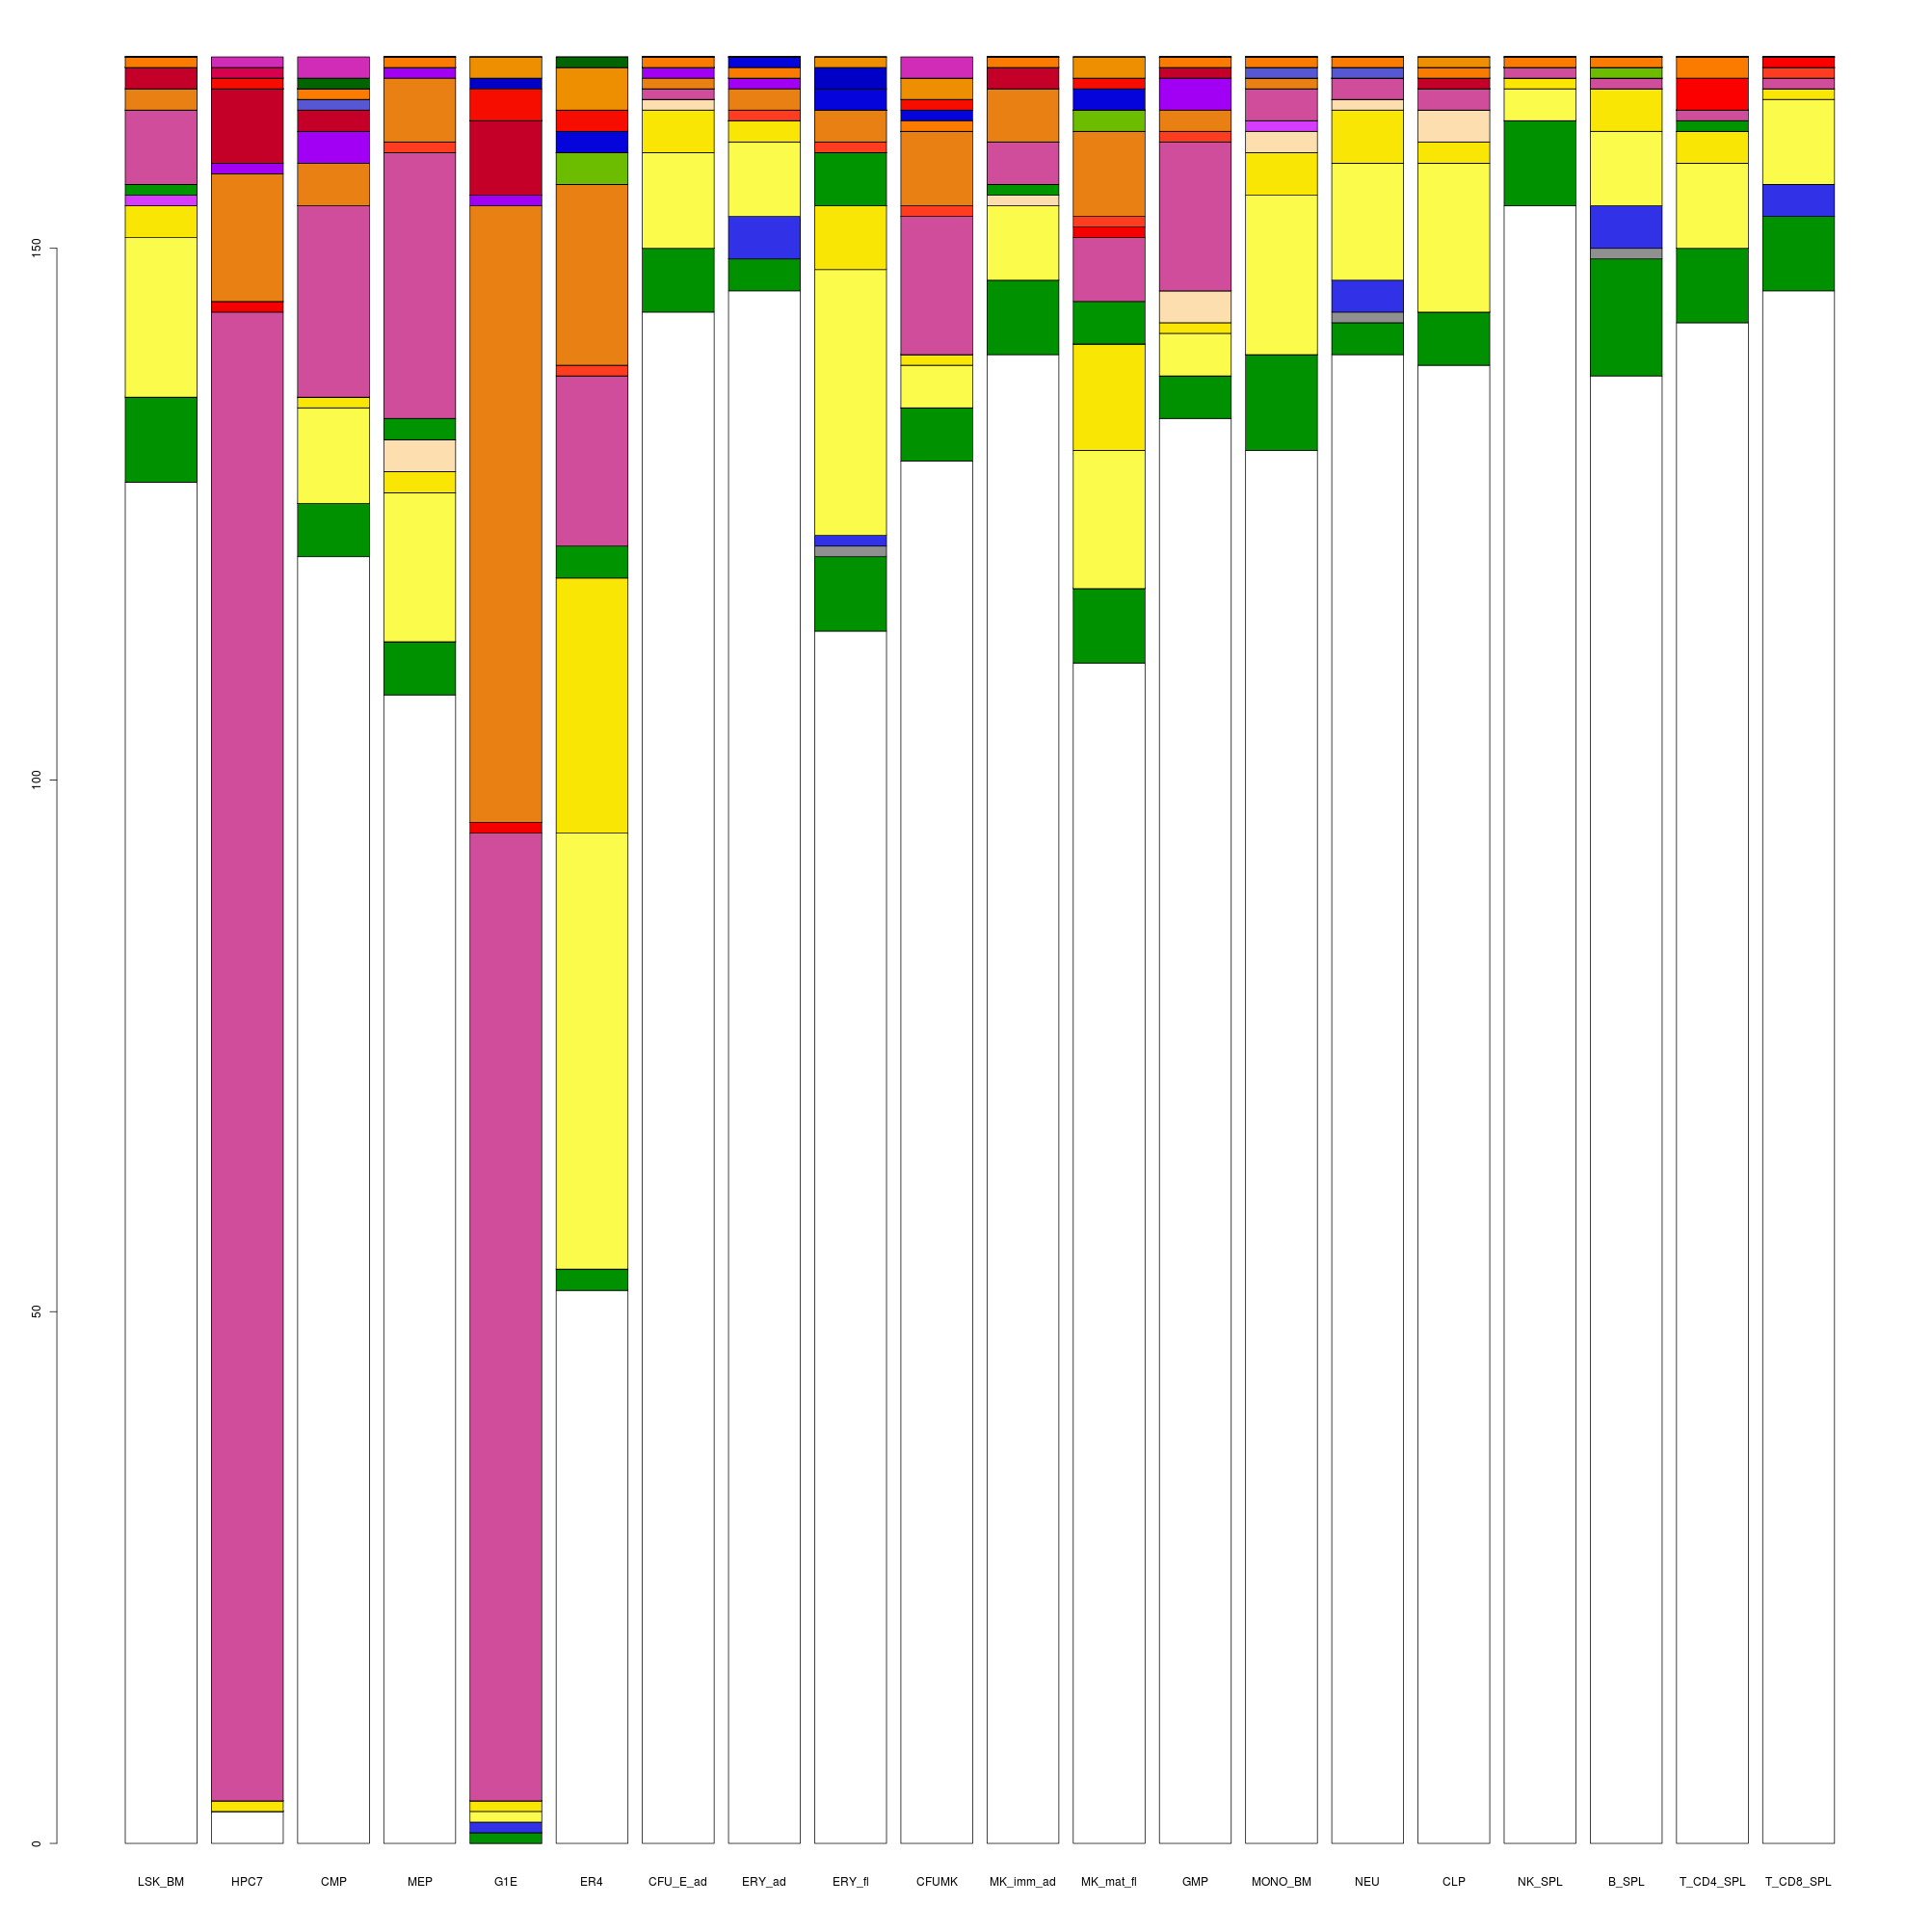 150
100
50
0
LSK_BM HPC7 CMP MEP G1E ER4 CFU_E_ad ERY_ad ERY_fl CFUMK MK_imm_ad MK_mat_fl GMP MONO_BM NEU CLP NK_SPL B_SPL T_CD4_SPL T_CD8_SPL